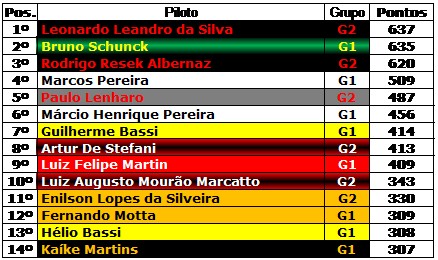 Pos. Piloto Grupo Pontos
1º Leonardo Leandro da Silva G2 637
2º Bruno Schunck G1 635
3º Rodrigo Resek Albernaz G2 620
4º Marcos Pereira G1 509
5º Paulo Lenharo G2 487
6º Márcio Henrique Pereira G1 456
7º Guilherme Bassi G1 414
8º Artur De Stefani G2 413
9º Luiz Felipe Martin G1 409
10º Luiz Augusto Mourão Marcatto G2 343
11º Enilson Lopes da Silveira G2 330
12º Fernando Motta G1 309
13º Hélio Bassi G1 308
14º Kaíke Martins G1 307